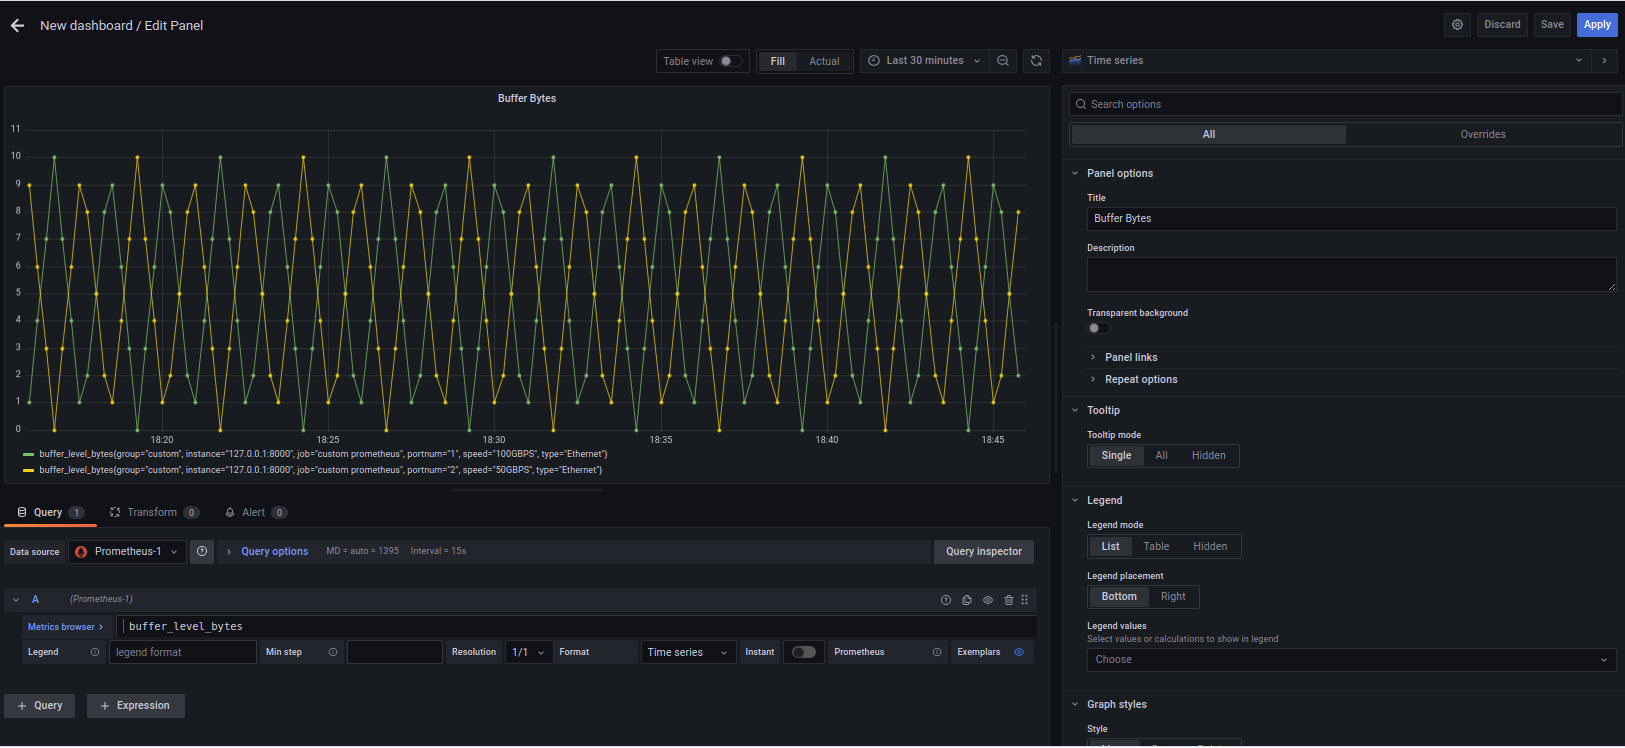 New dashboard / Edit Panel
Discard Save Apply
Table view Fill Actual Last 30 minutes Time series
Buffer Bytes
11
10
9
8
7
6
5
4
3
2
1
0
18:20 18:25 18:30 18:35 18:40 18:45
buffer_level_bytes{group="custom", instance="127.0.0.1:8000", job="custom prometheus", portnum="1", speed="100GBPS", type="Ethernet"}
buffer_level_bytes{group="custom", instance="127.0.0.1:8000", job="custom prometheus", portnum="2", speed="50GBPS", type="Ethernet"}
Query 1 Transform 0 Alert 0
Data source Prometheus-1 Query options MD = auto = 1395 Interval = 15s Query inspector
A (Prometheus-1)
Metrics browser > buffer_level_bytes
Legend legend format Min step Resolution 1/1 Format Time series Instant Prometheus Exemplars
+ Query + Expression
Search options
All Overrides
Panel options
Title
Buffer Bytes
Description
Transparent background
Panel links
Repeat options
Tooltip
Tooltip mode
Single All Hidden
Legend
Legend mode
List Table Hidden
Legend placement
Bottom Right
Legend values
Select values or calculations to show in legend
Choose
Graph styles
Style